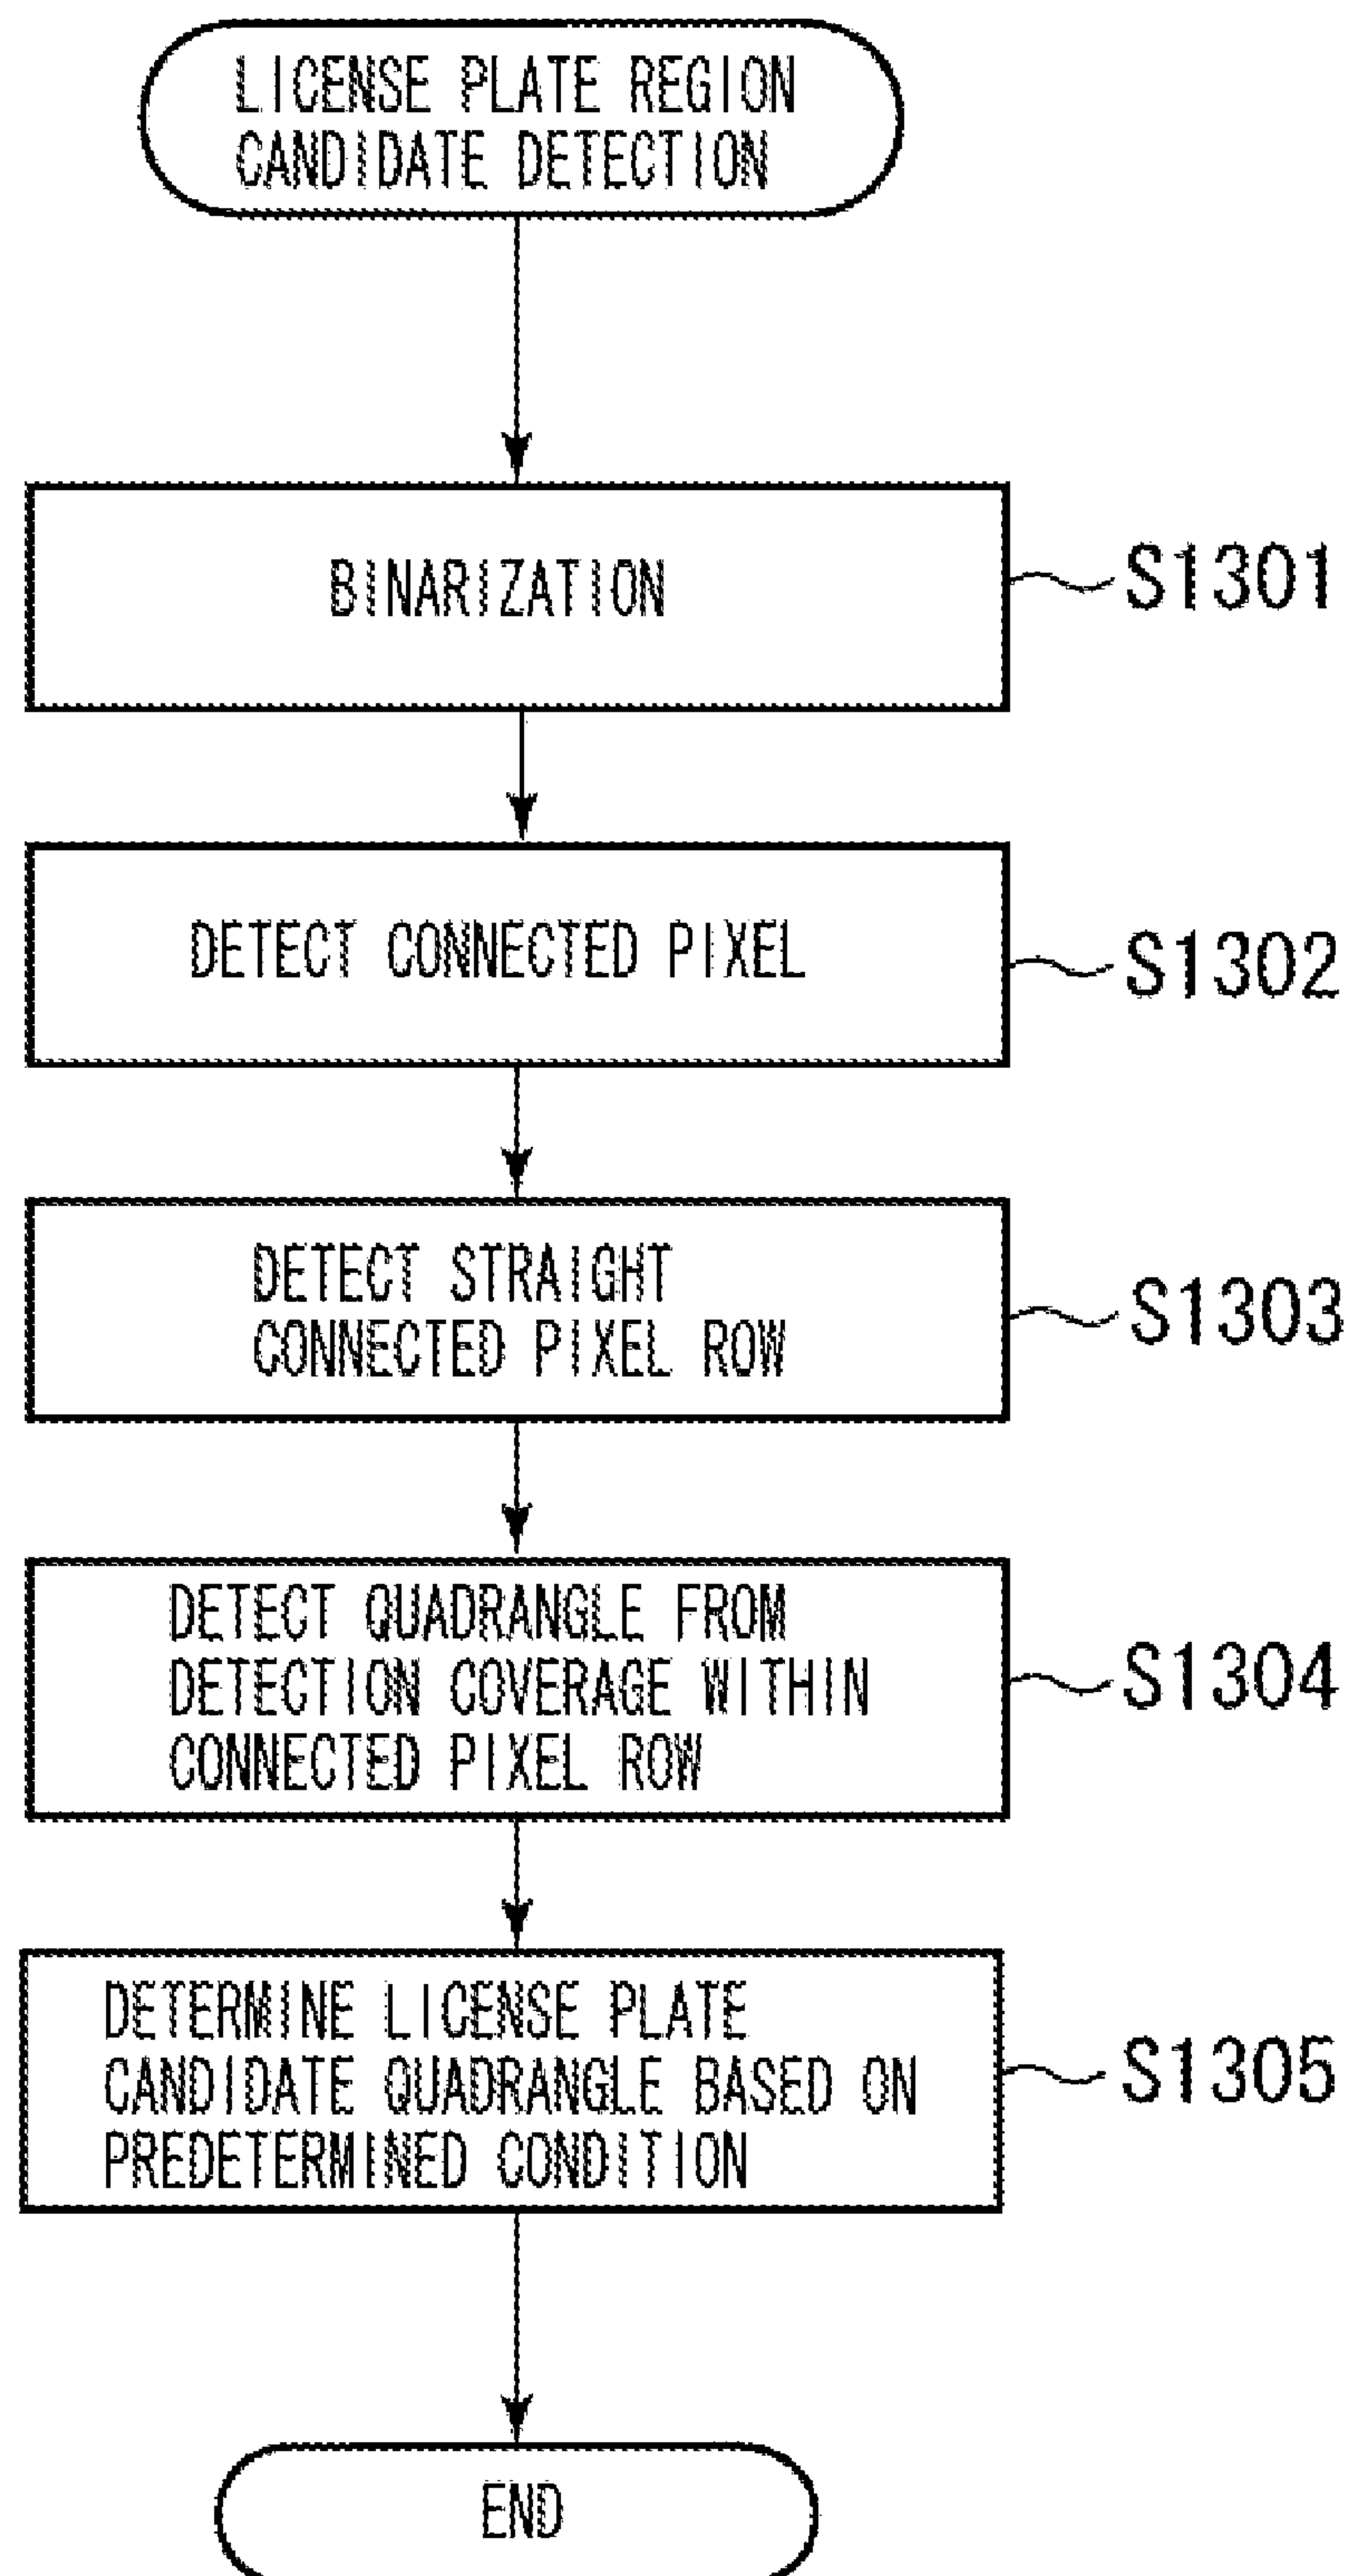 LICENSE PLATE REGION
CANDIDATE DETECTION
BINARIZATION
S1301
DETECT CONNECTED PIXEL
S1302
DETECT STRAIGHT
CONNECTED PIXEL ROW
S1303
DETECT QUADRANGLE FROM
DETECTION COVERAGE WITHIN
CONNECTED PIXEL ROW
S1304
DETERMINE LICENSE PLATE
CANDIDATE QUADRANGLE BASED ON
PREDETERMINED CONDITION
S1305
END